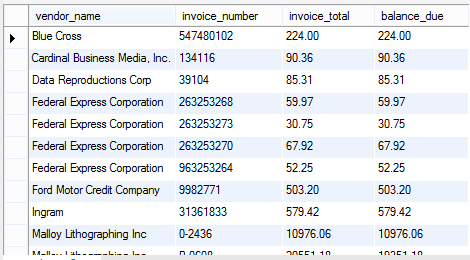 vendor_name invoice_number invoice_total balance_due
Blue Cross 547480102 224.00 224.00
Cardinal Business Media, Inc. 134116 90.36 90.36
Data Reproductions Corp 39104 85.31 85.31
Federal Express Corporation 263253268 59.97 59.97
Federal Express Corporation 263253273 30.75 30.75
Federal Express Corporation 263253270 67.92 67.92
Federal Express Corporation 963253264 52.25 52.25
Ford Motor Credit Company 9982771 503.20 503.20
Ingram 31361833 579.42 579.42
Malloy Lithographing Inc 0-2436 10976.06 10976.06
Malloy Lithographing Inc